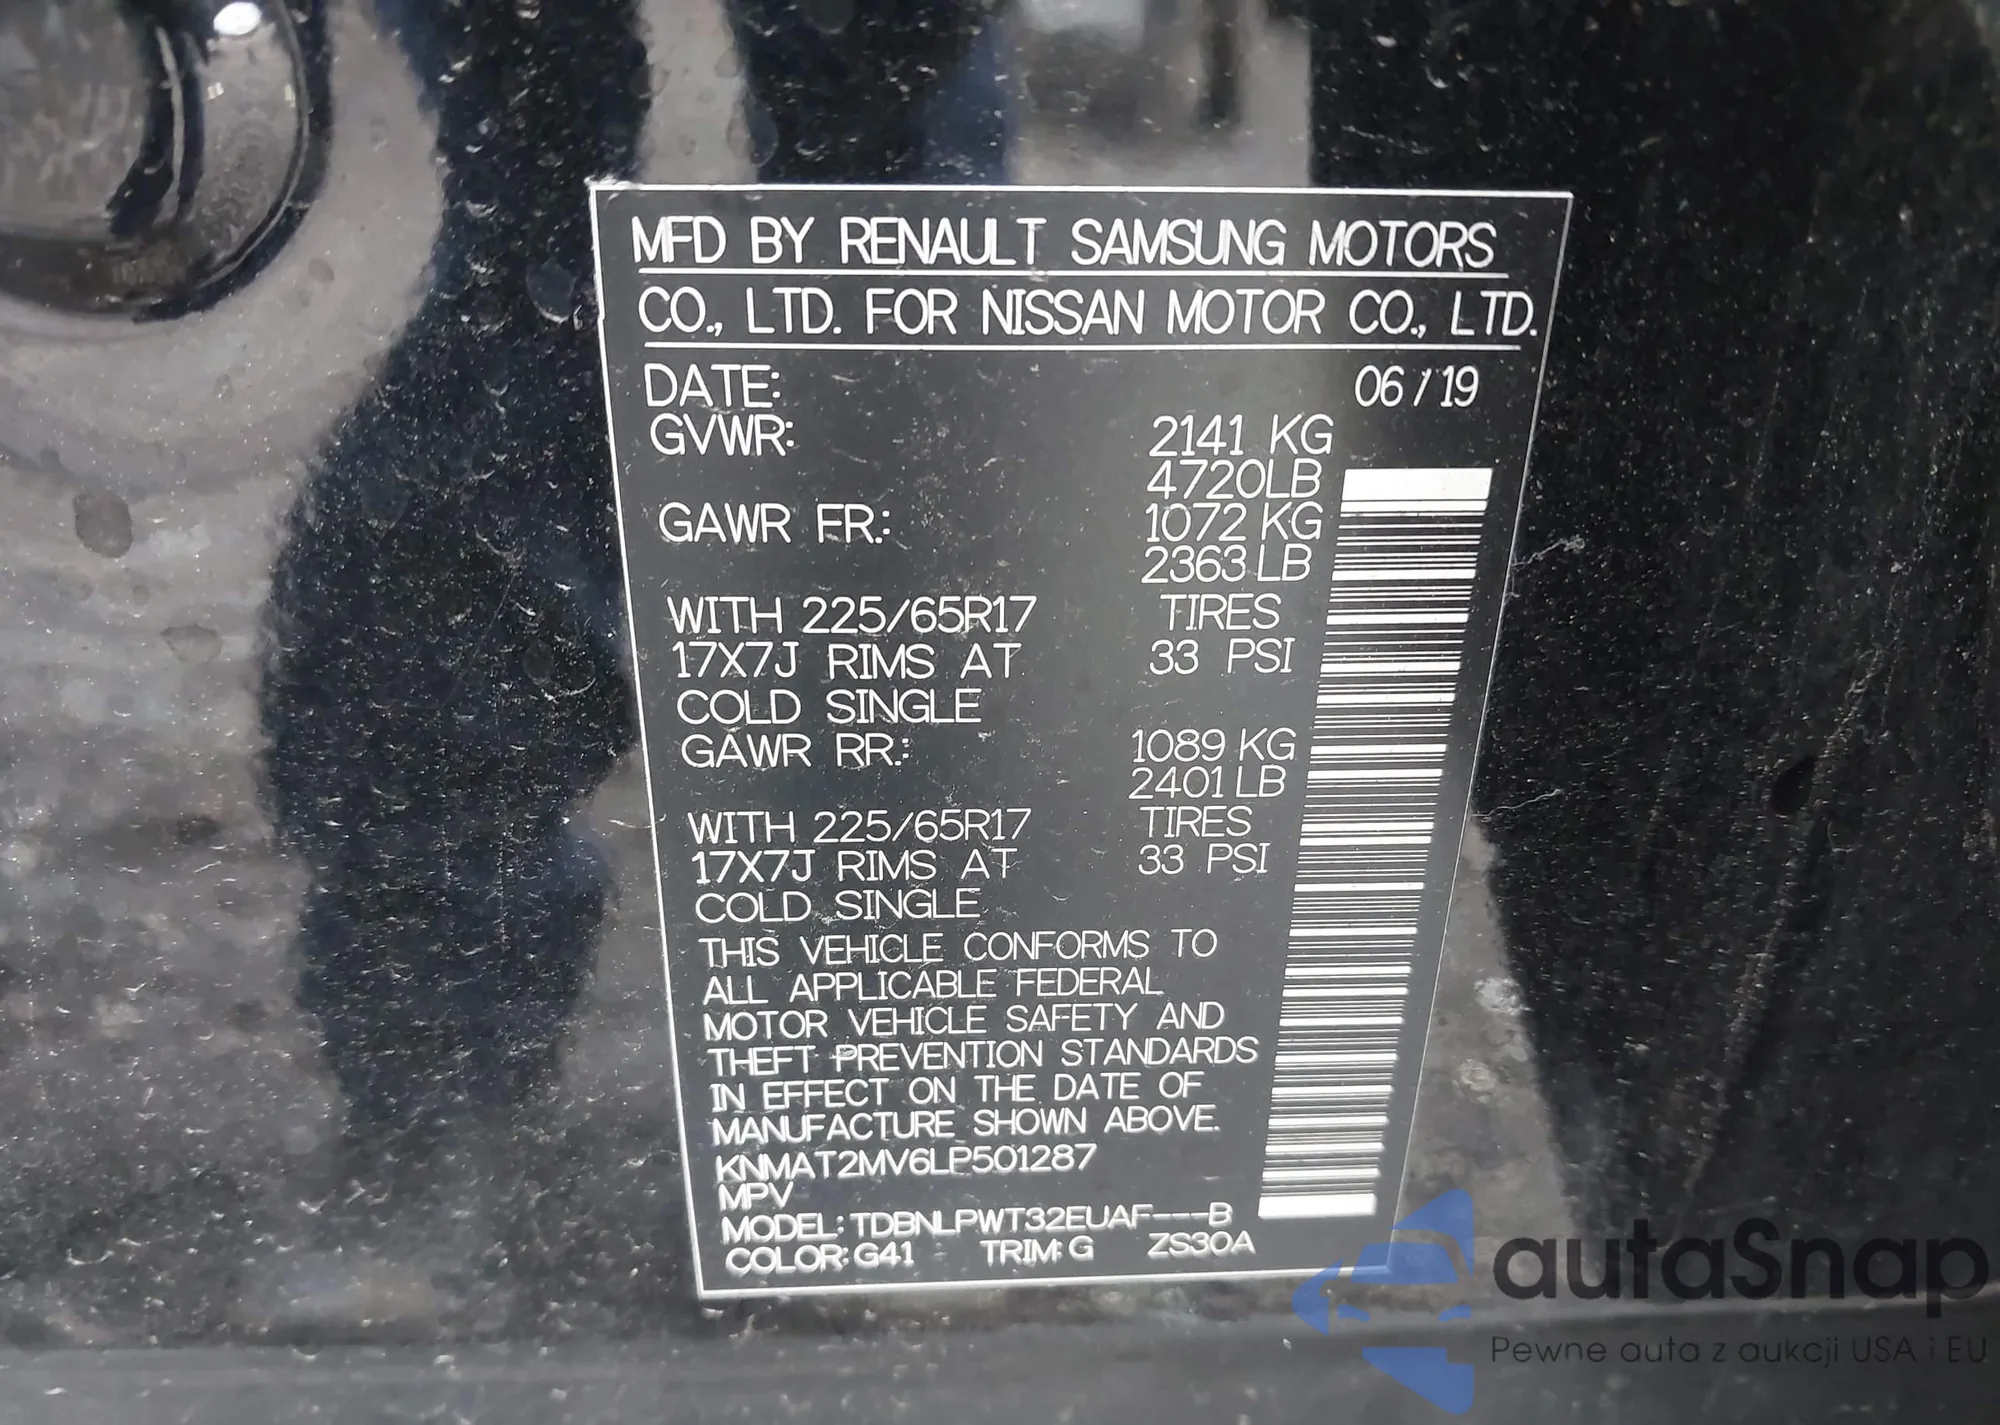 MFD BY RENAULT SAMSUNG MOTORS
CO., LTD. FOR NISSAN MOTOR CO., LTD.
DATE: 06 / 19
GVWR: 2141 KG
4720LB
GAWR FR.: 1072 KG
2363 LB
WITH 225/65R17 TIRES
17X7J RIMS AT 33 PSI
COLD SINGLE
GAWR RR.: 1089 KG
2401 LB
WITH 225/65R17 TIRES
17X7J RIMS AT 33 PSI
COLD SINGLE
THIS VEHICLE CONFORMS TO
ALL APPLICABLE FEDERAL
MOTOR VEHICLE SAFETY AND
THEFT PREVENTION STANDARDS
IN EFFECT ON THE DATE OF
MANUFACTURE SHOWN ABOVE.
KNMAT2MV6LP501287
MPV
MODEL: TDBNLPWT32EUAF---B
COLOR: G41 TRIM: G ZS30A
autaSnap
Pewne auta z aukcji USA i EU